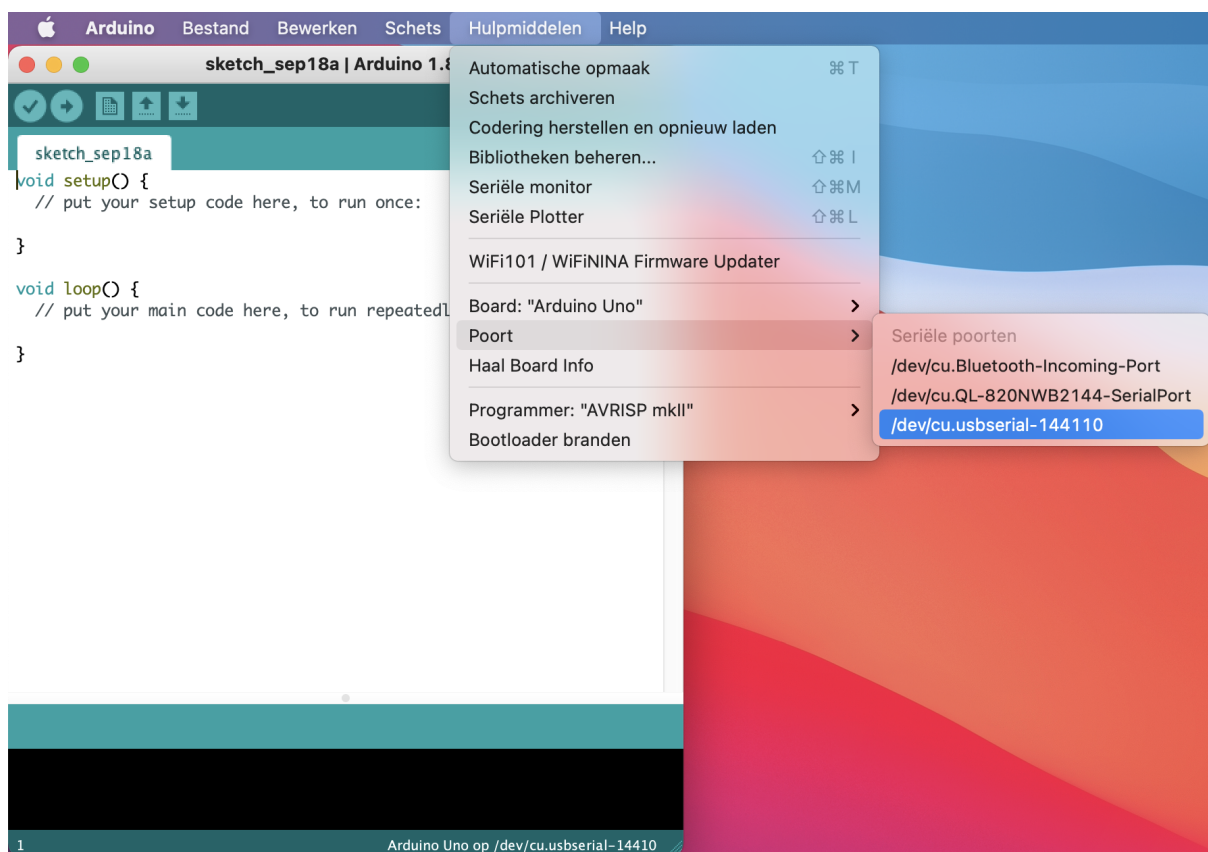 Arduino Bestand Bewerken Schets Hulpmiddelen Help
sketch_sep18a | Arduino 1.8
sketch_sep18a
void setup() {
// put your setup code here, to run once:
}
void loop() {
// put your main code here, to run repeatedl
}
Automatische opmaak ⌘ T
Schets archiveren
Codering herstellen en opnieuw laden
Bibliotheken beheren... ⇧⌘ I
Seriële monitor ⇧⌘M
Seriële Plotter ⇧⌘ L
WiFi101 / WiFiNINA Firmware Updater
Board: "Arduino Uno"
Poort
Haal Board Info
Programmer: "AVRISP mkII"
Bootloader branden
Seriële poorten
/dev/cu.Bluetooth-Incoming-Port
/dev/cu.QL-820NWB2144-SerialPort
/dev/cu.usbserial-144110
1 Arduino Uno op /dev/cu.usbserial-14410